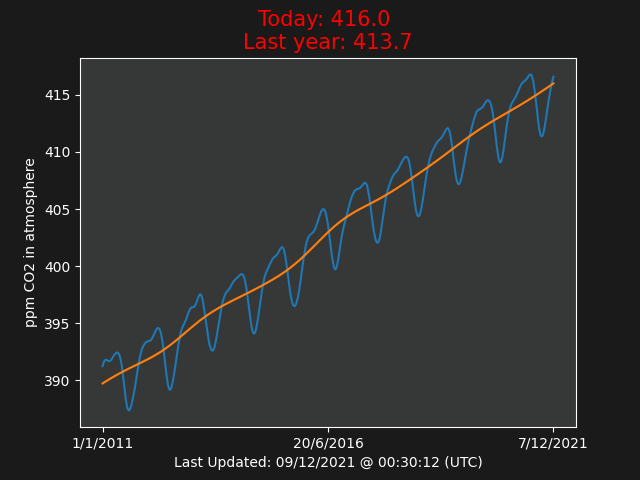 Today: 416.0
Last year: 413.7
415
410
405
400
395
390
ppm CO2 in atmosphere
1/1/2011
20/6/2016
7/12/2021
Last Updated: 09/12/2021 @ 00:30:12 (UTC)